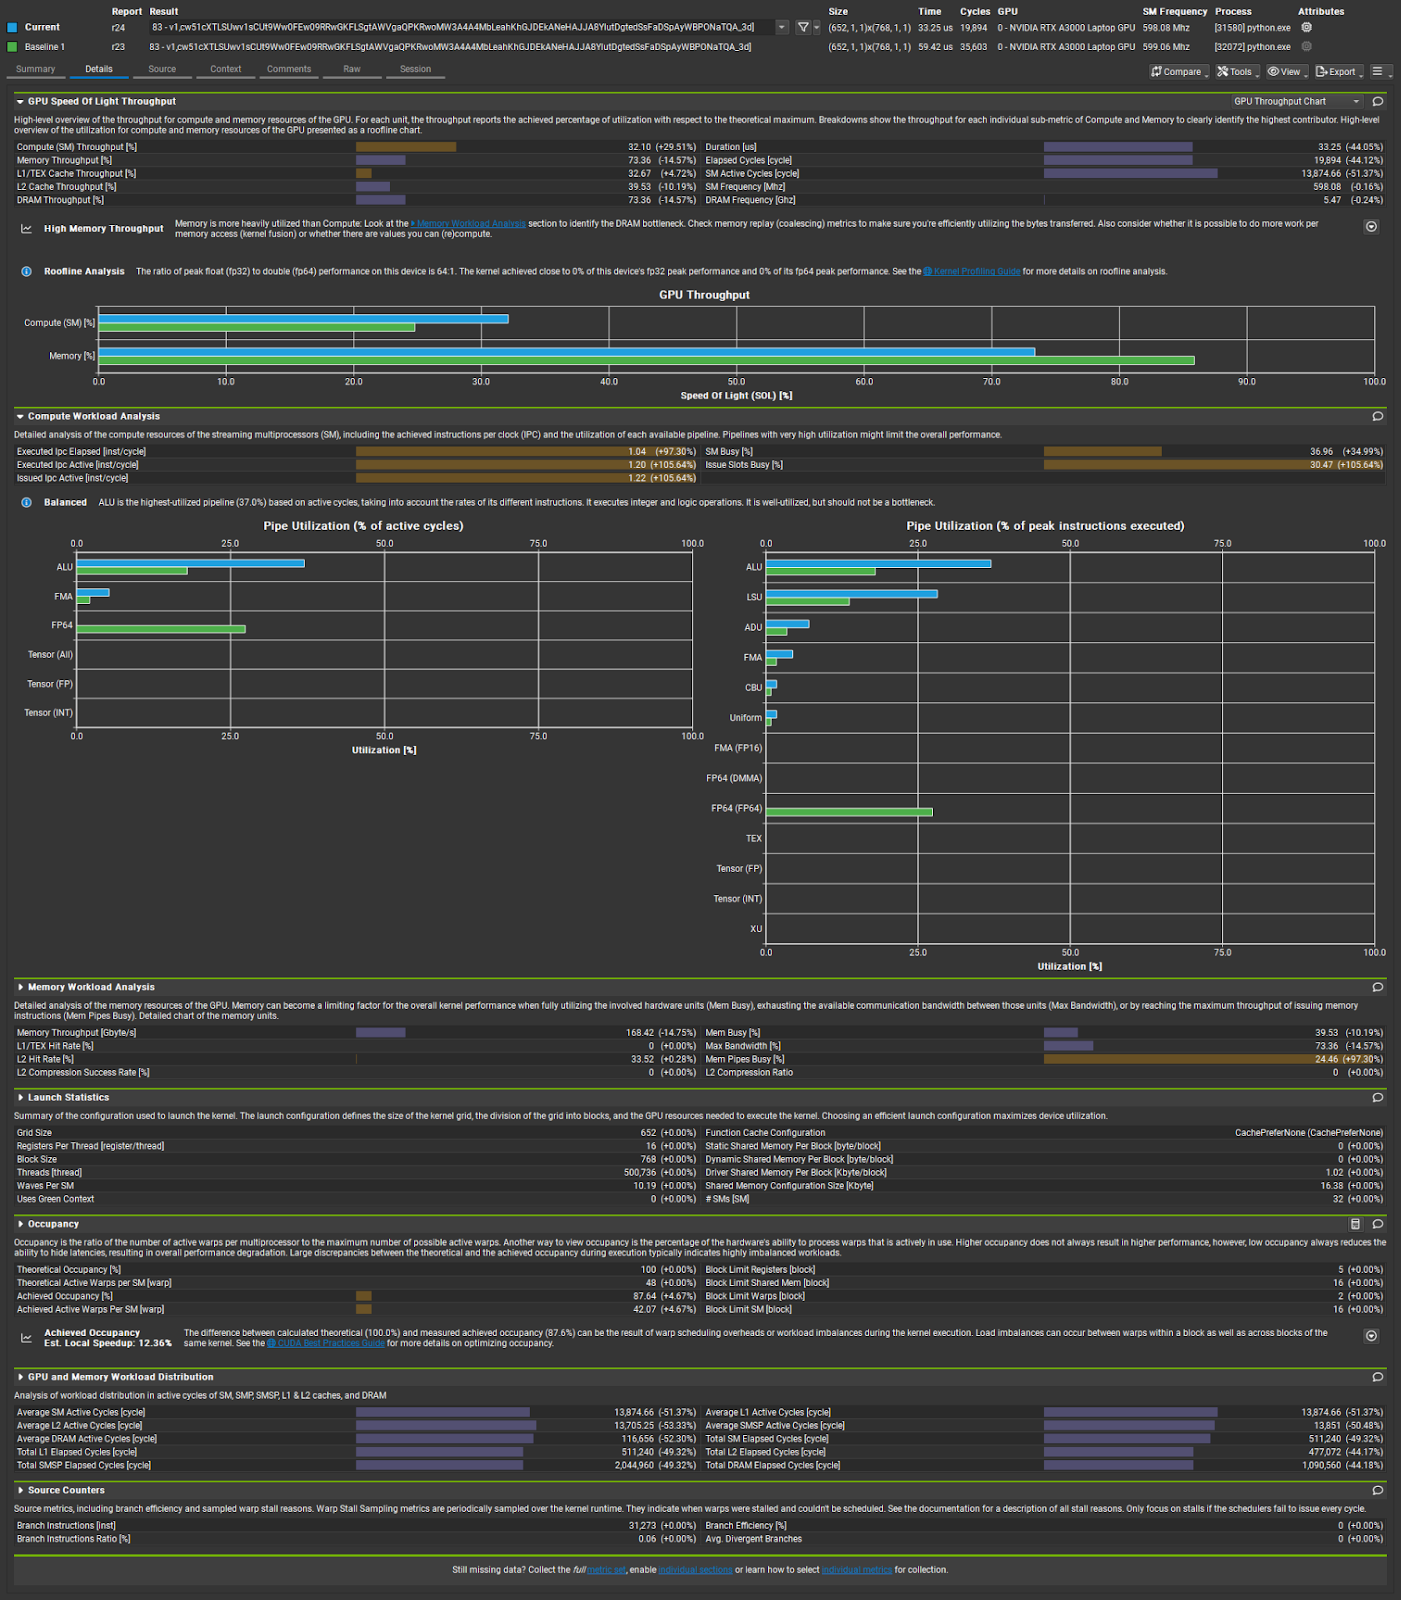 Report Result Size Time Cycles GPU SM Frequency Process Attributes
Current r24 83 - v1,cw51cXTLSUwv1sCUt9Ww0FEw09RRwGKFLSgtAWVgaQPKRwoMW3A4A4MbLeahKhGJDEkANeHAJJA8YlutDgtedSsFaDSpAyWBPONaTQA_3d] (652, 1, 1)x(768, 1, 1) 33.25 us 19,894 0 - NVIDIA RTX A3000 Laptop GPU 598.08 Mhz [31580] python.exe
Baseline 1 r23 83 - v1,cw51cXTLSUwv1sCUt9Ww0FEw09RRwGKFLSgtAWVgaQPKRwoMW3A4A4MbLeahKhGJDEkANeHAJJA8YlutDgtedSsFaDSpAyWBPONaTQA_3d] (652, 1, 1)x(768, 1, 1) 59.42 us 35,603 0 - NVIDIA RTX A3000 Laptop GPU 599.06 Mhz [32072] python.exe
Summary Details Source Context Comments Raw Session Compare Tools View Export
GPU Speed Of Light Throughput GPU Throughput Chart
High-level overview of the throughput for compute and memory resources of the GPU. For each unit, the throughput reports the achieved percentage of utilization with respect to the theoretical maximum. Breakdowns show the throughput for each individual sub-metric of Compute and Memory to clearly identify the highest contributor. High-level
overview of the utilization for compute and memory resources of the GPU presented as a roofline chart.
Compute (SM) Throughput [%] 32.10 (+29.51%) Duration [us] 33.25 (-44.05%)
Memory Throughput [%] 73.36 (-14.57%) Elapsed Cycles [cycle] 19,894 (-44.12%)
L1/TEX Cache Throughput [%] 32.67 (+4.72%) SM Active Cycles [cycle] 13,874.66 (-51.37%)
L2 Cache Throughput [%] 39.53 (-10.19%) SM Frequency [Mhz] 598.08 (-0.16%)
DRAM Throughput [%] 73.36 (-14.57%) DRAM Frequency [Ghz] 5.47 (-0.24%)
High Memory Throughput
Memory is more heavily utilized than Compute: Look at the Memory Workload Analysis section to identify the DRAM bottleneck. Check memory replay (coalescing) metrics to make sure you're efficiently utilizing the bytes transferred. Also consider whether it is possible to do more work per
memory access (kernel fusion) or whether there are values you can (re)compute.
Roofline Analysis The ratio of peak float (fp32) to double (fp64) performance on this device is 64:1. The kernel achieved close to 0% of this device's fp32 peak performance and 0% of its fp64 peak performance. See the Kernel Profiling Guide for more details on roofline analysis.
GPU Throughput
Compute (SM) [%]
Memory [%]
0.0 10.0 20.0 30.0 40.0 50.0 60.0 70.0 80.0 90.0 100.0
Speed Of Light (SOL) [%]
Compute Workload Analysis
Detailed analysis of the compute resources of the streaming multiprocessors (SM), including the achieved instructions per clock (IPC) and the utilization of each available pipeline. Pipelines with very high utilization might limit the overall performance.
Executed Ipc Elapsed [inst/cycle] 1.04 (+97.30%) SM Busy [%] 36.96 (+34.99%)
Executed Ipc Active [inst/cycle] 1.20 (+105.64%) Issue Slots Busy [%] 30.47 (+105.64%)
Issued Ipc Active [inst/cycle] 1.22 (+105.64%)
Balanced ALU is the highest-utilized pipeline (37.0%) based on active cycles, taking into account the rates of its different instructions. It executes integer and logic operations. It is well-utilized, but should not be a bottleneck.
Pipe Utilization (% of active cycles)
0.0 25.0 50.0 75.0 100.0
ALU
FMA
FP64
Tensor (All)
Tensor (FP)
Tensor (INT)
0.0 25.0 50.0 75.0 100.0
Utilization [%]
Pipe Utilization (% of peak instructions executed)
0.0 25.0 50.0 75.0 100.0
ALU
LSU
ADU
FMA
CBU
Uniform
FMA (FP16)
FP64 (DMMA)
FP64 (FP64)
TEX
Tensor (FP)
Tensor (INT)
XU
0.0 25.0 50.0 75.0 100.0
Utilization [%]
Memory Workload Analysis
Detailed analysis of the memory resources of the GPU. Memory can become a limiting factor for the overall kernel performance when fully utilizing the involved hardware units (Mem Busy), exhausting the available communication bandwidth between those units (Max Bandwidth), or by reaching the maximum throughput of issuing memory
instructions (Mem Pipes Busy). Detailed chart of the memory units.
Memory Throughput [Gbyte/s] 168.42 (-14.75%) Mem Busy [%] 39.53 (-10.19%)
L1/TEX Hit Rate [%] 0 (+0.00%) Max Bandwidth [%] 73.36 (-14.57%)
L2 Hit Rate [%] 33.52 (+0.28%) Mem Pipes Busy [%] 24.46 (+97.30%)
L2 Compression Success Rate [%] 0 (+0.00%) L2 Compression Ratio 0 (+0.00%)
Launch Statistics
Summary of the configuration used to launch the kernel. The launch configuration defines the size of the kernel grid, the division of the grid into blocks, and the GPU resources needed to execute the kernel. Choosing an efficient launch configuration maximizes device utilization.
Grid Size 652 (+0.00%) Function Cache Configuration CachePreferNone (CachePreferNone)
Registers Per Thread [register/thread] 16 (+0.00%) Static Shared Memory Per Block [byte/block] 0 (+0.00%)
Block Size 768 (+0.00%) Dynamic Shared Memory Per Block [byte/block] 0 (+0.00%)
Threads [thread] 500,736 (+0.00%) Driver Shared Memory Per Block [Kbyte/block] 1.02 (+0.00%)
Waves Per SM 10.19 (+0.00%) Shared Memory Configuration Size [Kbyte] 16.38 (+0.00%)
Uses Green Context 0 (+0.00%) # SMs [SM] 32 (+0.00%)
Occupancy
Occupancy is the ratio of the number of active warps per multiprocessor to the maximum number of possible active warps. Another way to view occupancy is the percentage of the hardware's ability to process warps that is actively in use. Higher occupancy does not always result in higher performance, however, low occupancy always reduces the
ability to hide latencies, resulting in overall performance degradation. Large discrepancies between the theoretical and the achieved occupancy during execution typically indicates highly imbalanced workloads.
Theoretical Occupancy [%] 100 (+0.00%) Block Limit Registers [block] 5 (+0.00%)
Theoretical Active Warps per SM [warp] 48 (+0.00%) Block Limit Shared Mem [block] 16 (+0.00%)
Achieved Occupancy [%] 87.64 (+4.67%) Block Limit Warps [block] 2 (+0.00%)
Achieved Active Warps Per SM [warp] 42.07 (+4.67%) Block Limit SM [block] 16 (+0.00%)
Achieved Occupancy
Est. Local Speedup: 12.36%
The difference between calculated theoretical (100.0%) and measured achieved occupancy (87.6%) can be the result of warp scheduling overheads or workload imbalances during the kernel execution. Load imbalances can occur between warps within a block as well as across blocks of the
same kernel. See the CUDA Best Practices Guide for more details on optimizing occupancy.
GPU and Memory Workload Distribution
Analysis of workload distribution in active cycles of SM, SMP, SMSP, L1 & L2 caches, and DRAM
Average SM Active Cycles [cycle] 13,874.66 (-51.37%) Average L1 Active Cycles [cycle] 13,874.66 (-51.37%)
Average L2 Active Cycles [cycle] 13,705.25 (-53.33%) Average SMSP Active Cycles [cycle] 13,851 (-50.48%)
Average DRAM Active Cycles [cycle] 116,656 (-52.30%) Total SM Elapsed Cycles [cycle] 511,240 (-49.32%)
Total L1 Elapsed Cycles [cycle] 511,240 (-49.32%) Total L2 Elapsed Cycles [cycle] 477,072 (-44.17%)
Total SMSP Elapsed Cycles [cycle] 2,044,960 (-49.32%) Total DRAM Elapsed Cycles [cycle] 1,090,560 (-44.18%)
Source Counters
Source metrics, including branch efficiency and sampled warp stall reasons. Warp Stall Sampling metrics are periodically sampled over the kernel runtime. They indicate when warps were stalled and couldn't be scheduled. See the documentation for a description of all stall reasons. Only focus on stalls if the schedulers fail to issue every cycle.
Branch Instructions [inst] 31,273 (+0.00%) Branch Efficiency [%] 0 (+0.00%)
Branch Instructions Ratio [%] 0.06 (+0.00%) Avg. Divergent Branches 0 (+0.00%)
Still missing data? Collect the full metric set, enable individual sections or learn how to select individual metrics for collection.